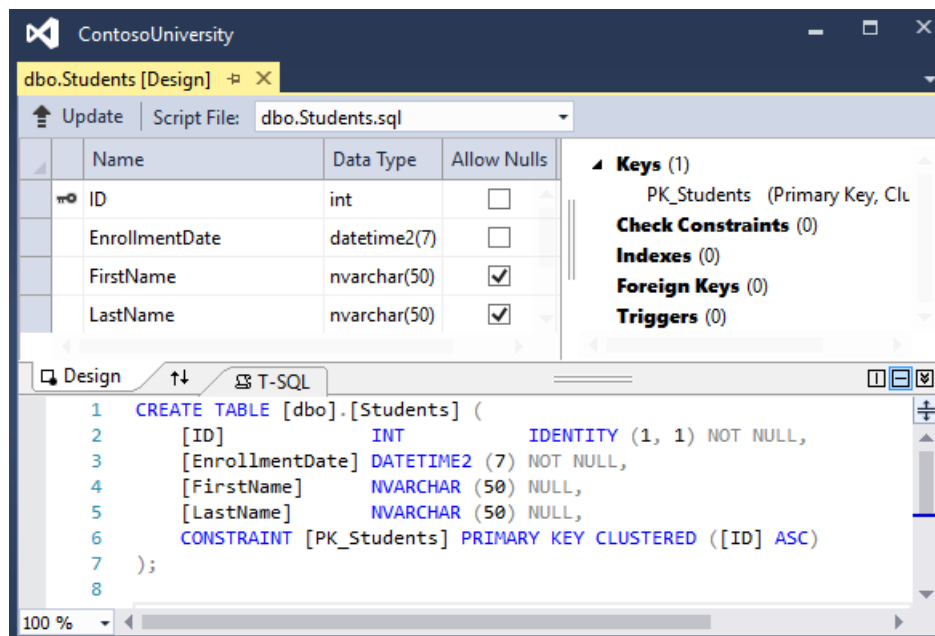 ContosoUniversity
dbo.Students [Design]
Update Script File: dbo.Students.sql
Name Data Type Allow Nulls
ID int
EnrollmentDate datetime2(7)
FirstName nvarchar(50)
LastName nvarchar(50)
Keys (1)
PK_Students (Primary Key, Clu
Check Constraints (0)
Indexes (0)
Foreign Keys (0)
Triggers (0)
Design T-SQL
1 CREATE TABLE [dbo].[Students] (
2 [ID] INT IDENTITY (1, 1) NOT NULL,
3 [EnrollmentDate] DATETIME2 (7) NOT NULL,
4 [FirstName] NVARCHAR (50) NULL,
5 [LastName] NVARCHAR (50) NULL,
6 CONSTRAINT [PK_Students] PRIMARY KEY CLUSTERED ([ID] ASC)
7 );
8
100 %